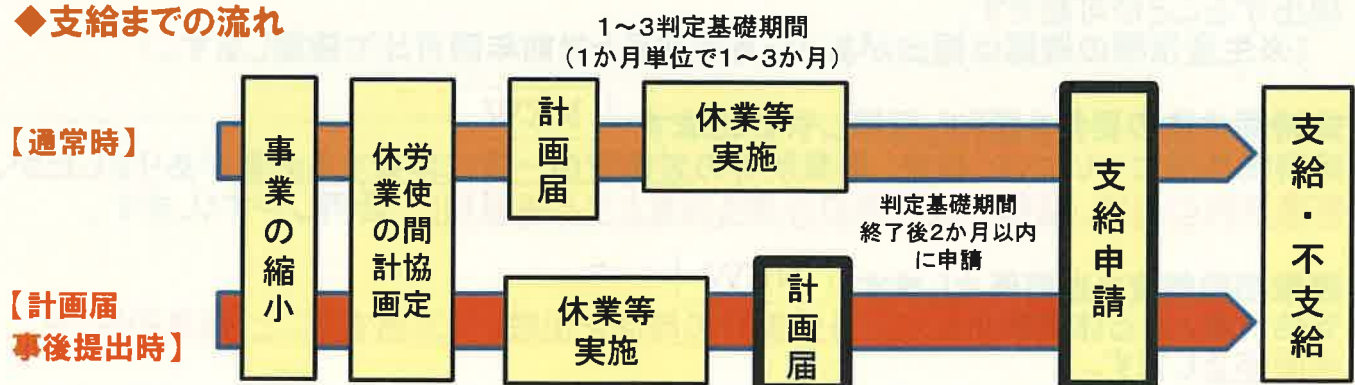 ◆支給までの流れ
1～3判定基礎期間
（1か月単位で1～3か月）
【通常時】
事業の縮小
労使間協定
休業の計画
計画届
休業等
実施
判定基礎期間
終了後2か月以内
に申請
支給申請
支給・不支給
【計画届
事後提出時】
休業等
実施
計画届